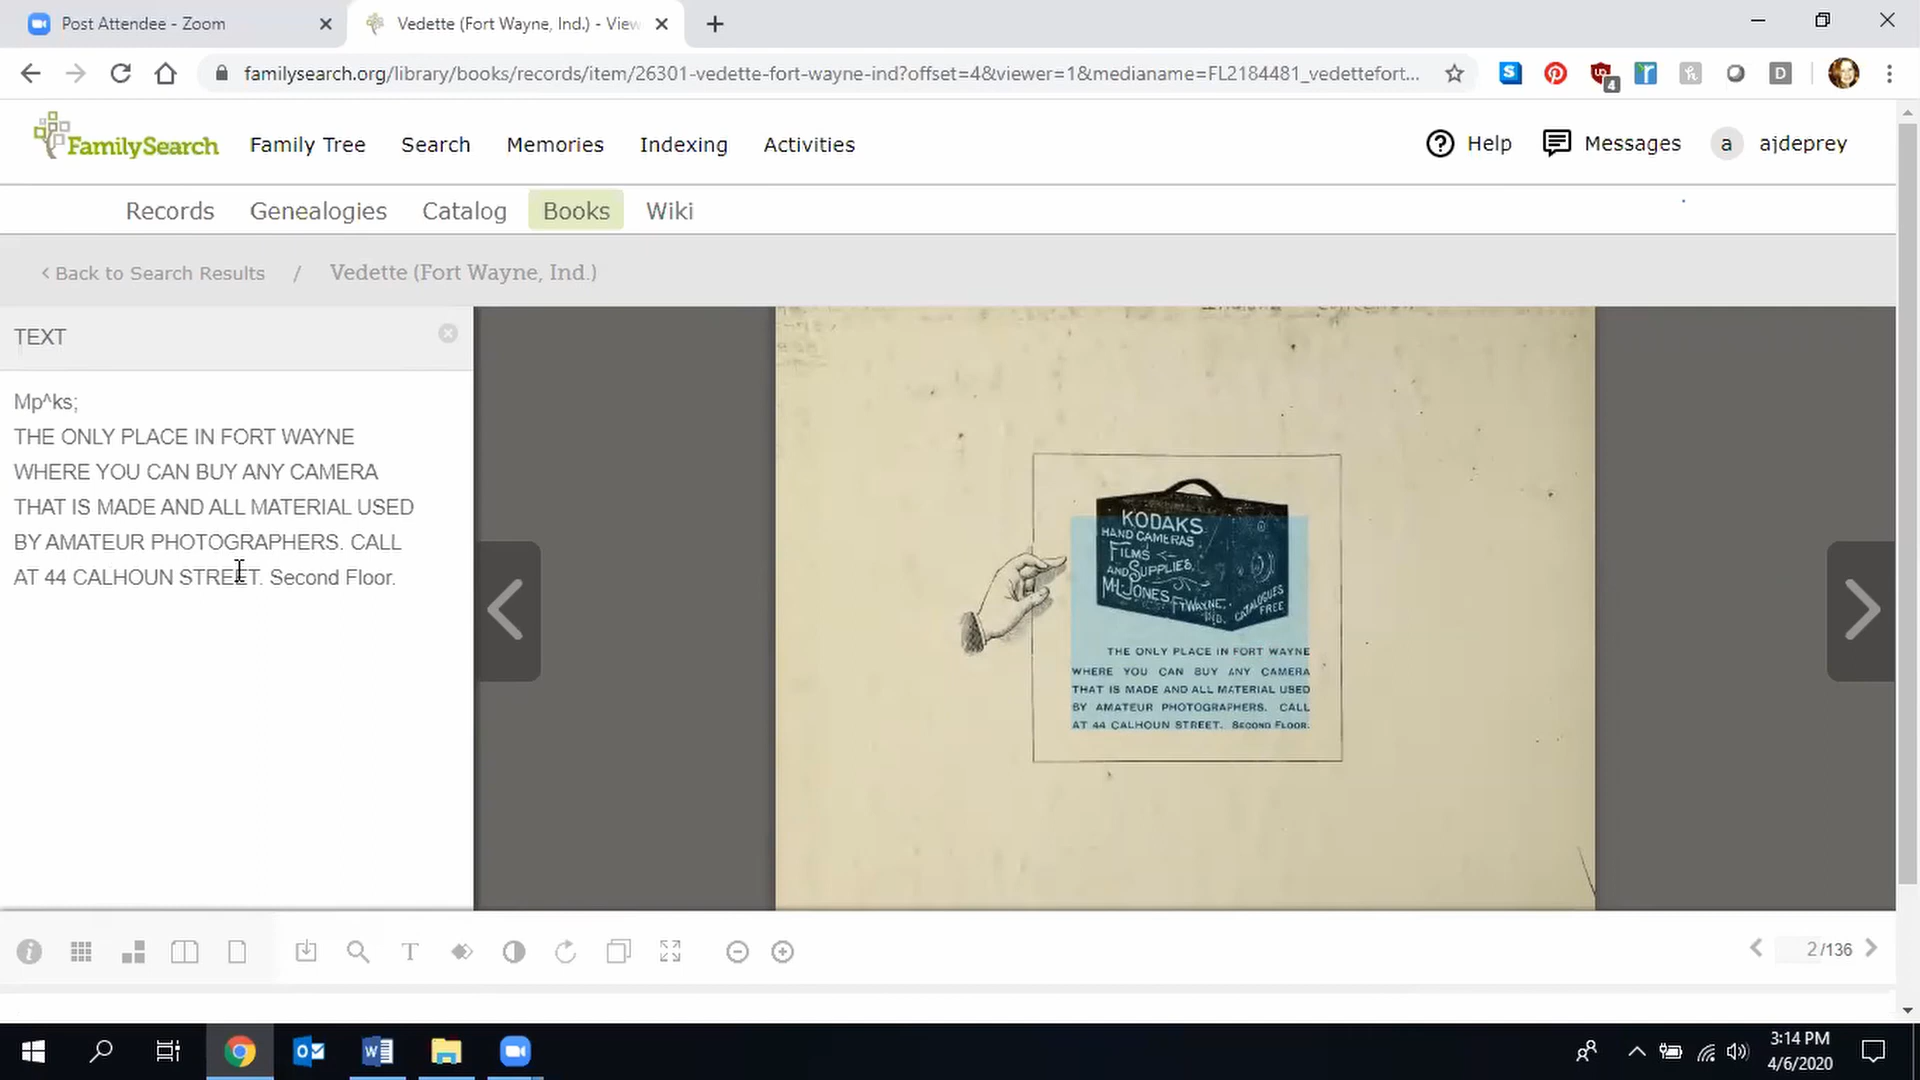 Post Attendee - Zoom
Vedette (Fort Wayne, Ind.) - View
familysearch.org/library/books/records/item/26301-vedette-fort-wayne-ind?offset=4&viewer=1&medianame=FL2184481_vedettefort...
4
D
FamilySearch
Family Tree
Search
Memories
Indexing
Activities
Help
Messages
a
ajdeprey
Records
Genealogies
Catalog
Books
Wiki
Back to Search Results / Vedette (Fort Wayne, Ind.)
TEXT
Mp^ks;
THE ONLY PLACE IN FORT WAYNE
WHERE YOU CAN BUY ANY CAMERA
THAT IS MADE AND ALL MATERIAL USED
BY AMATEUR PHOTOGRAPHERS. CALL
AT 44 CALHOUN STREET. Second Floor.
KODAKS
HAND CAMERAS
FILMS
AND SUPPLIES.
M.L. JONES. FT WAYNE. IND.
CATALOGUES FREE
THE ONLY PLACE IN FORT WAYNE
WHERE YOU CAN BUY ANY CAMERA
THAT IS MADE AND ALL MATERIAL USED
BY AMATEUR PHOTOGRAPHERS. CALL
AT 44 CALHOUN STREET. SECOND FLOOR.
2 /136
3:14 PM
4/6/2020